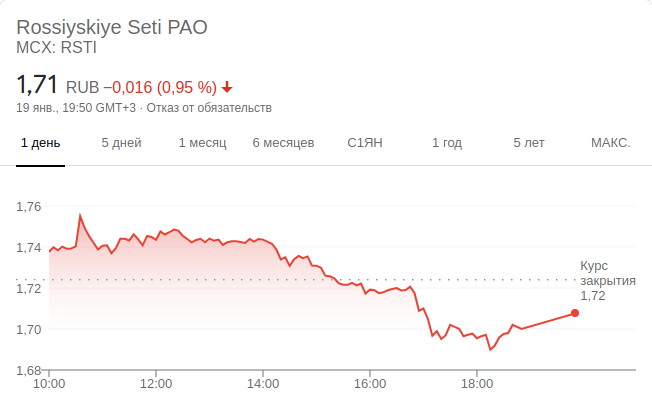 Rossiyskiye Seti PAO
MCX: RSTI
1,71 RUB −0,016 (0,95 %)
19 янв., 19:50 GMT+3 · Отказ от обязательств
1 день 5 дней 1 месяц 6 месяцев С1ЯН 1 год 5 лет МАКС.
1,76
1,74
Курс
закрытия
1,72
1,72
1,70
1,68
10:00 12:00 14:00 16:00 18:00